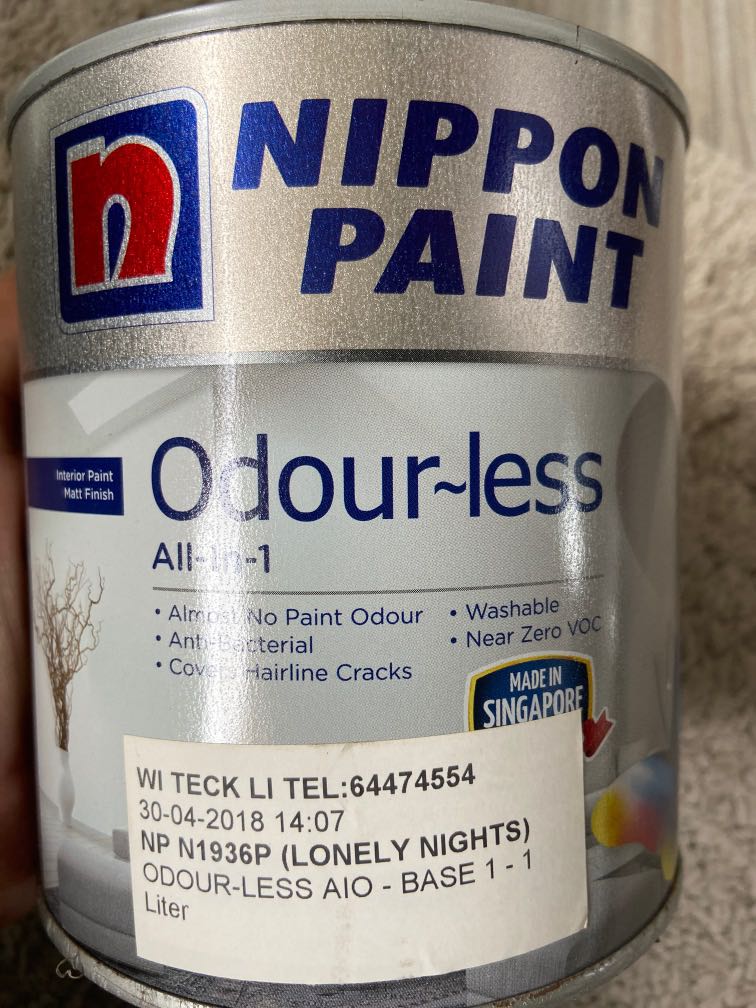 n
NIPPON
PAINT
Interior Paint
Matt Finish
Odour~less
All-in-1
• Almost No Paint Odour
• Anti-Bacterial
• Covers Hairline Cracks
• Washable
• Near Zero VOC
MADE IN
SINGAPORE
WI TECK LI TEL:64474554
30-04-2018 14:07
NP N1936P (LONELY NIGHTS)
ODOUR-LESS AIO - BASE 1 - 1
Liter